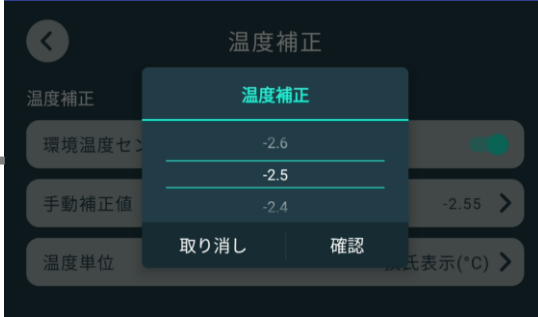 温度補正
温度補正
温度補正
環境温度セン
-2.6
-2.5
手動補正値
-2.55
-2.4
取り消し
確認
温度単位
氏表示(°C)